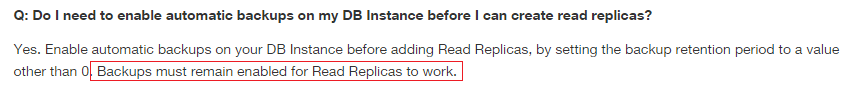 Q: Do I need to enable automatic backups on my DB Instance before I can create read replicas?
Yes. Enable automatic backups on your DB Instance before adding Read Replicas, by setting the backup retention period to a value
other than 0. Backups must remain enabled for Read Replicas to work.